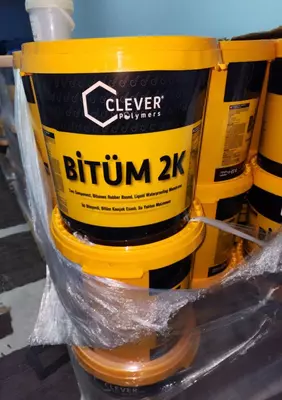 CLEVER®
Polymers
BİTÜM 2K
Two Component, Bitumen Rubber Based, Liquid Waterproofing Membrane
İki Bileşenli, Bitüm Kauçuk Esaslı, Su Yalıtım Malzemesi